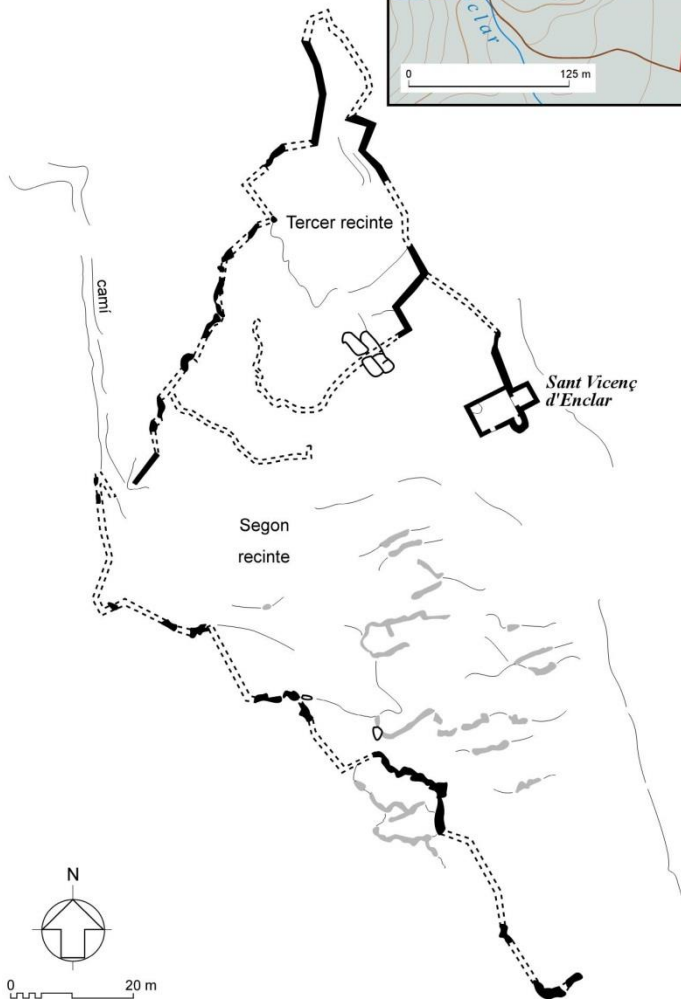 clar
0 125 m
Tercer recinte
camí
Sant Vicenç
d'Enclar
Segon
recinte
N
0 20 m